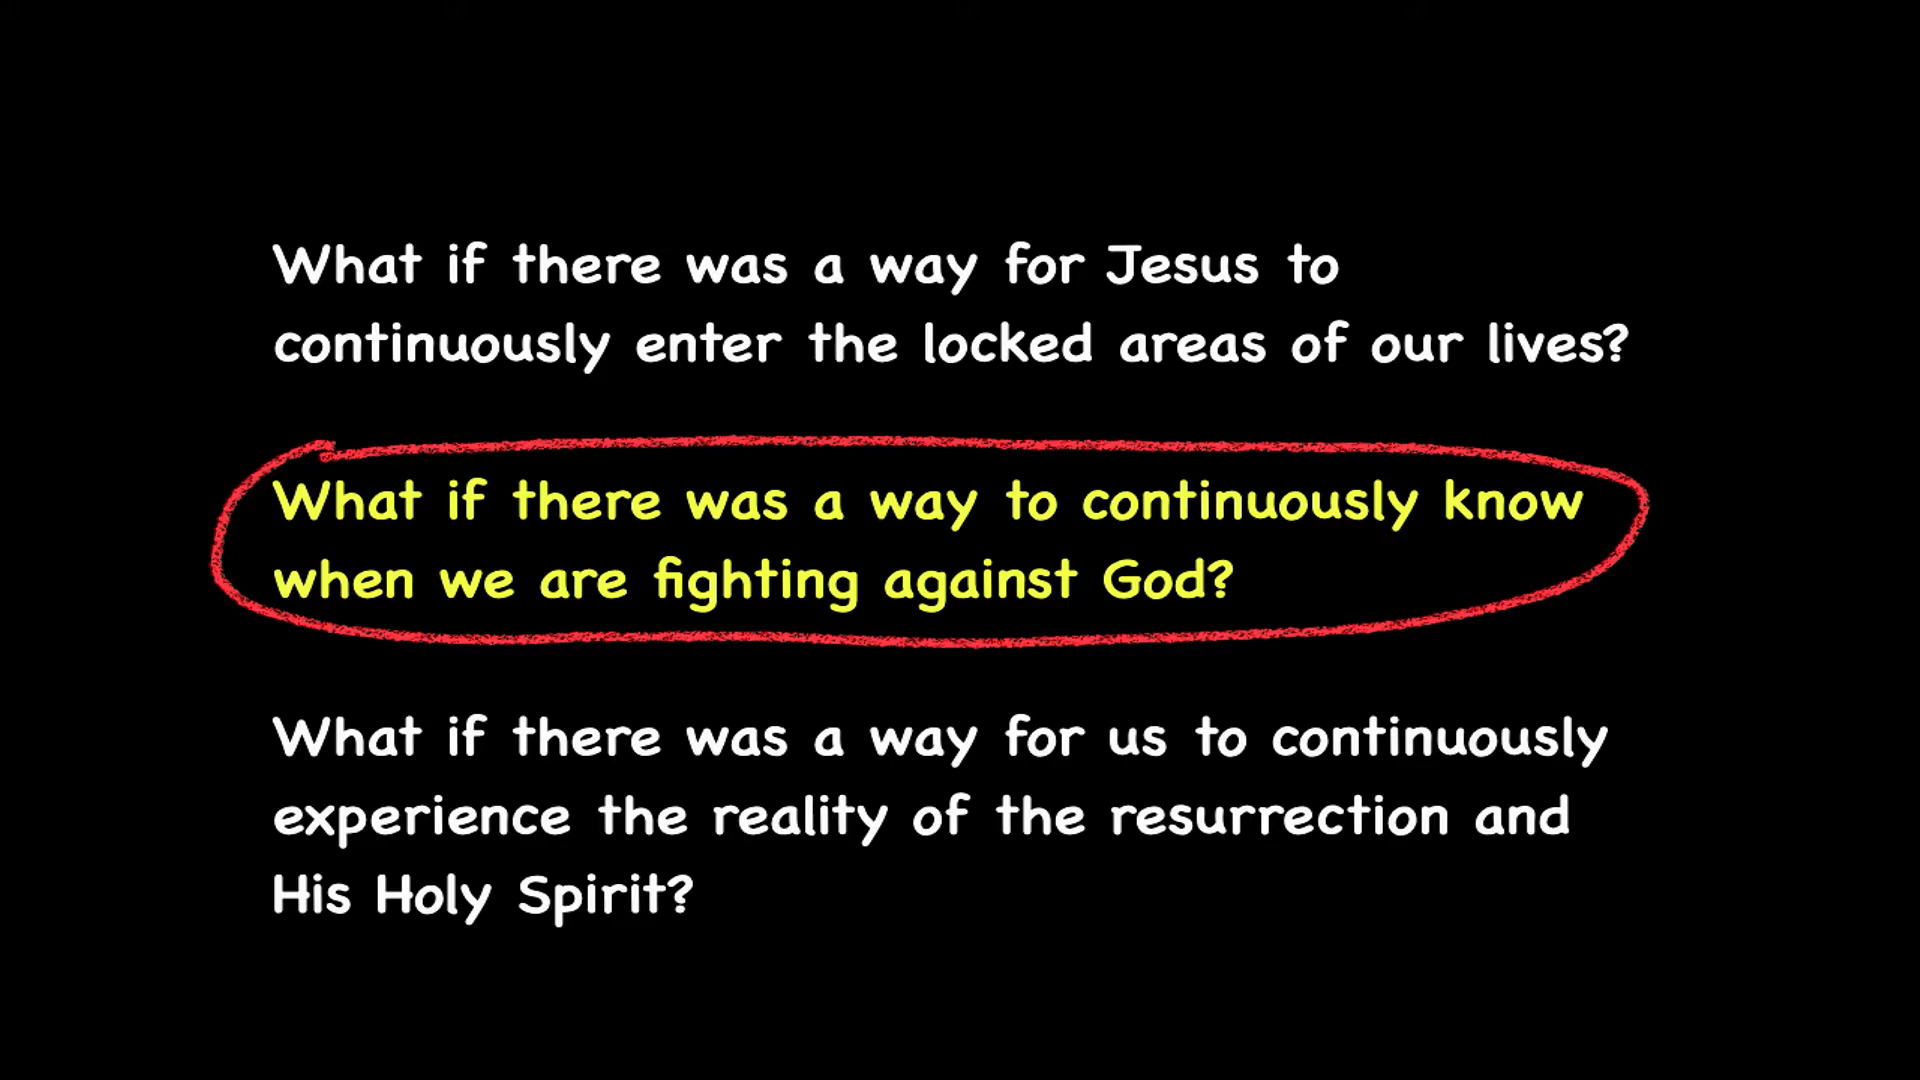 What if there was a way for Jesus to
continuously enter the locked areas of our lives?
What if there was a way to continuously know
when we are fighting against God?
What if there was a way for us to continuously
experience the reality of the resurrection and
His Holy Spirit?